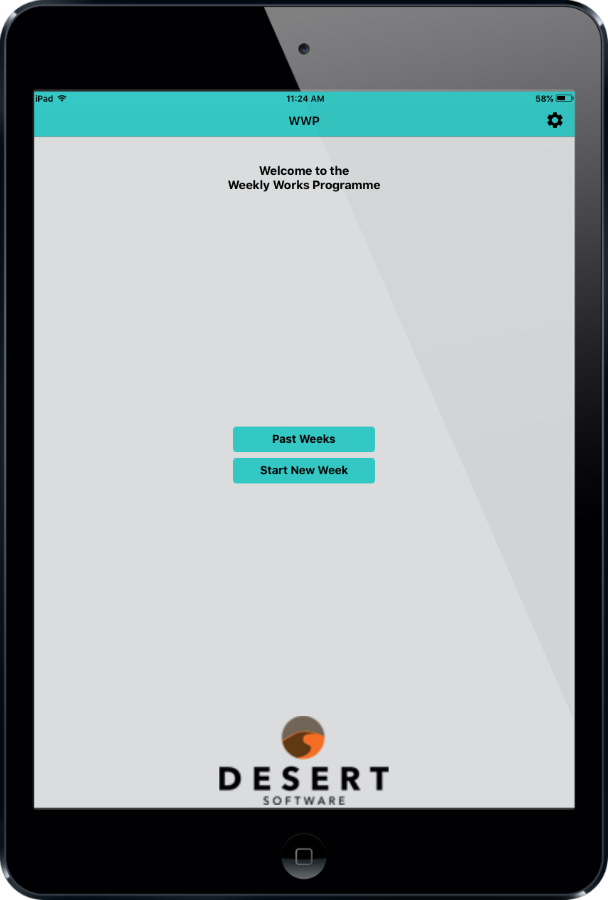 iPad 11:24 AM 58%
WWP
Welcome to the
Weekly Works Programme
Past Weeks
Start New Week
DESERT
SOFTWARE